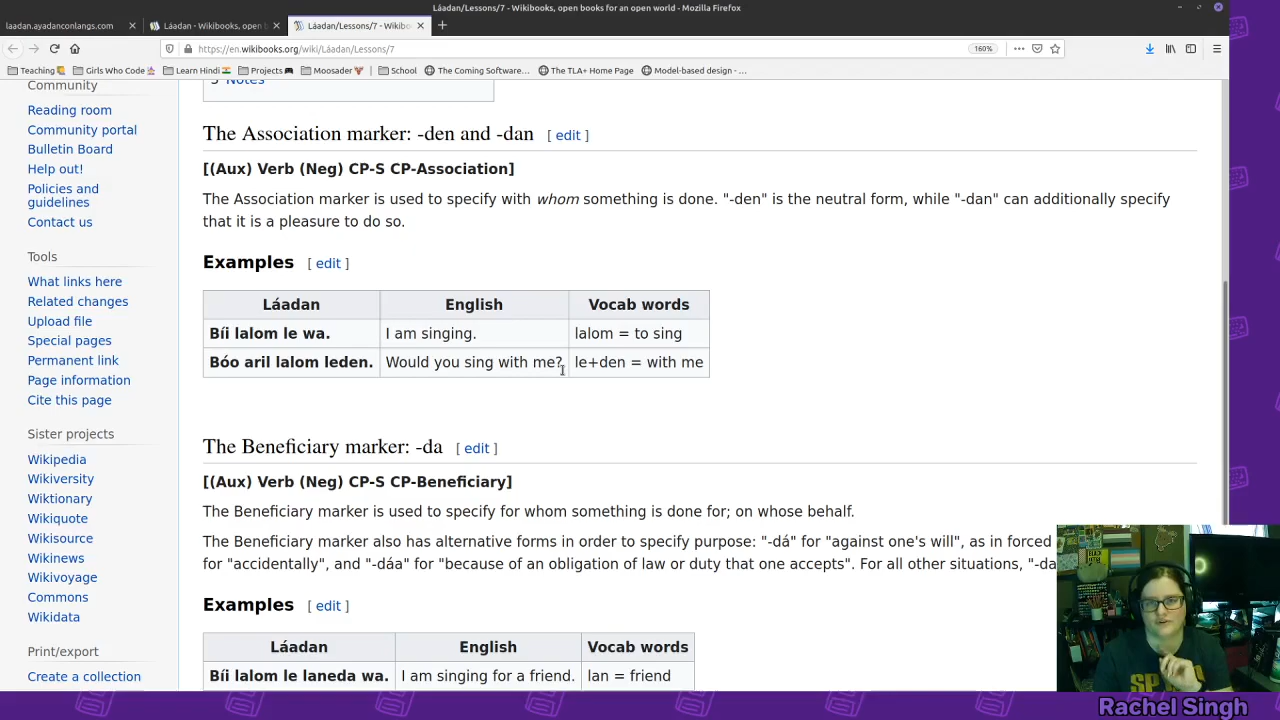 Láadan/Lessons/7 - Wikibooks, open books for an open world - Mozilla Firefox
laadan.ayadanconlangs.com
Láadan - Wikibooks, open b
Láadan/Lessons/7 - Wikibo
https://en.wikibooks.org/wiki/Láadan/Lessons/7
160%
Teaching
Girls Who Code
Learn Hindi
Projects
Moosader
School
The Coming Software...
The TLA+ Home Page
Model-based design - ...
Community
Reading room
Community portal
Bulletin Board
Help out!
Policies and
guidelines
Contact us
Tools
What links here
Related changes
Upload file
Special pages
Permanent link
Page information
Cite this page
Sister projects
Wikipedia
Wikiversity
Wiktionary
Wikiquote
Wikisource
Wikinews
Wikivoyage
Commons
Wikidata
Print/export
Create a collection
5 Notes
The Association marker: -den and -dan [ edit ]
[(Aux) Verb (Neg) CP-S CP-Association]
The Association marker is used to specify with whom something is done. "-den" is the neutral form, while "-dan" can additionally specify
that it is a pleasure to do so.
Examples [ edit ]
Láadan English Vocab words
Bíi lalom le wa. I am singing. lalom = to sing
Bóo aril lalom leden. Would you sing with me? le+den = with me
The Beneficiary marker: -da [ edit ]
[(Aux) Verb (Neg) CP-S CP-Beneficiary]
The Beneficiary marker is used to specify for whom something is done for; on whose behalf.
The Beneficiary marker also has alternative forms in order to specify purpose: "-dá" for "against one's will", as in forced
for "accidentally", and "-dáa" for "because of an obligation of law or duty that one accepts". For all other situations, "-da
Examples [ edit ]
Láadan English Vocab words
Bíi lalom le laneda wa. I am singing for a friend. lan = friend
Rachel Singh